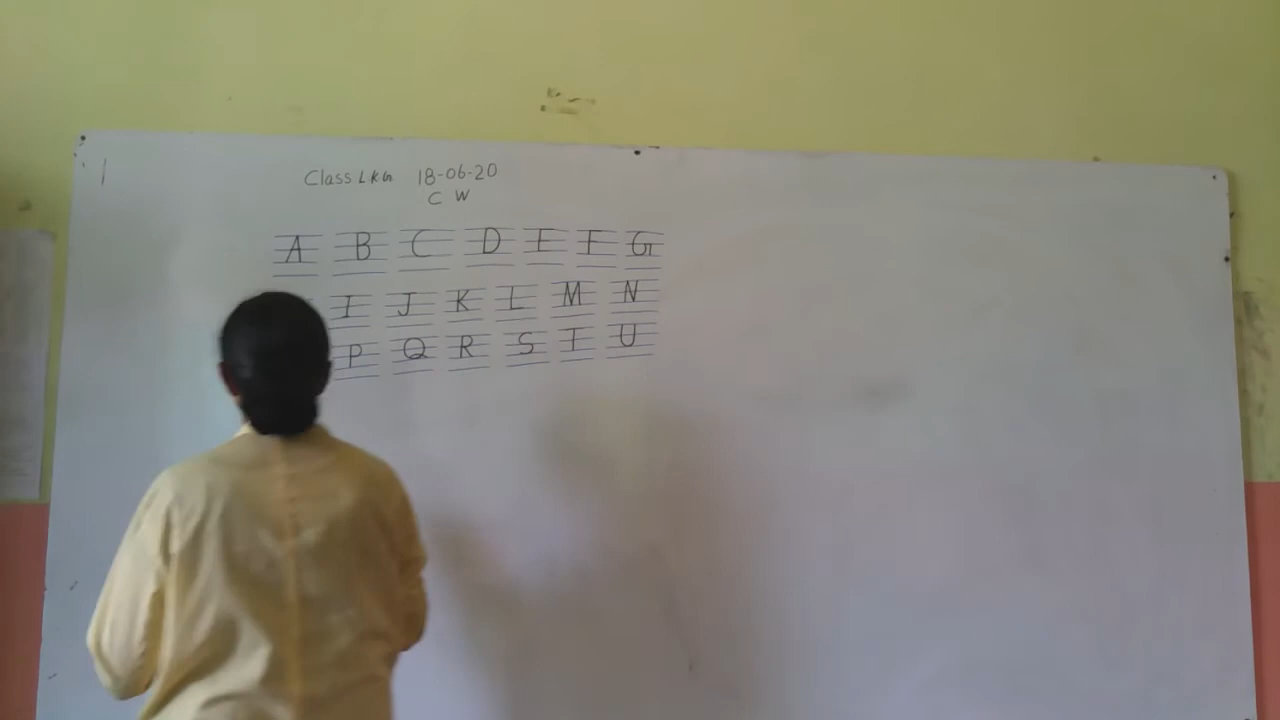 Class LKG 18-06-20
C W
A B C D E F G
I J K L M N
P Q R S T U